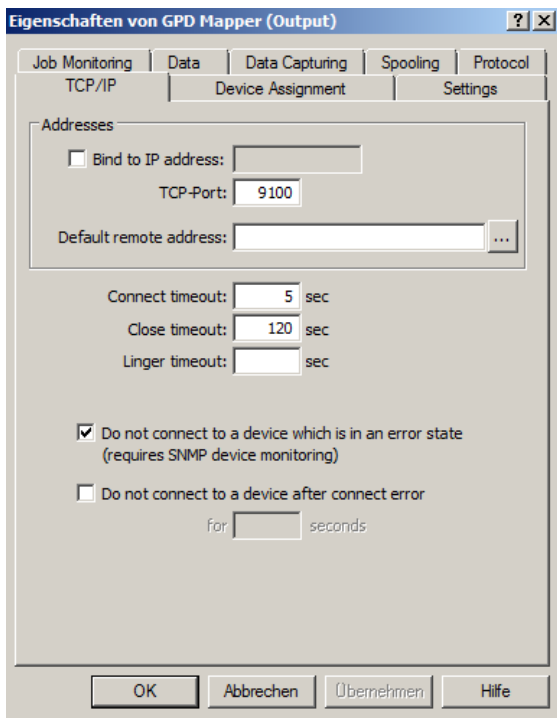 Eigenschaften von GPD Mapper (Output)
Job Monitoring Data Data Capturing Spooling Protocol
TCP/IP Device Assignment Settings
Addresses
Bind to IP address:
TCP-Port: 9100
Default remote address: ...
Connect timeout: 5 sec
Close timeout: 120 sec
Linger timeout: sec
Do not connect to a device which is in an error state
(requires SNMP device monitoring)
Do not connect to a device after connect error
for seconds
OK Abbrechen Übernehmen Hilfe